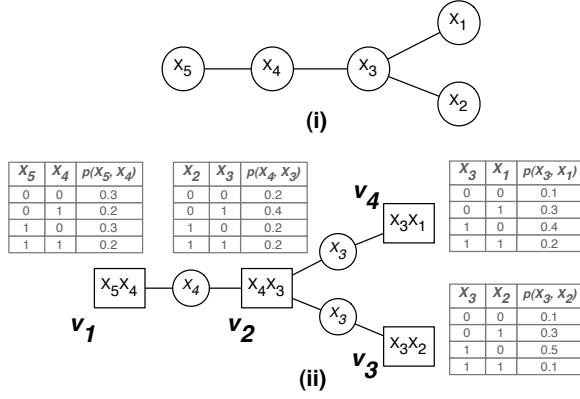 X1
X5 X4 X3
X2
(i)
X5 X4 p(X5, X4)
0 0 0.3
0 1 0.2
1 0 0.3
1 1 0.2
X2 X3 p(X4, X3)
0 0 0.2
0 1 0.4
1 0 0.2
1 1 0.2
X3 X1 p(X3, X1)
0 0 0.1
0 1 0.3
1 0 0.4
1 1 0.2
v4
X3X1
X3
X5X4 X4 X4X3
v1 v2
X3
X3X2
v3
X3 X2 p(X3, X2)
0 0 0.1
0 1 0.3
1 0 0.5
1 1 0.1
(ii)